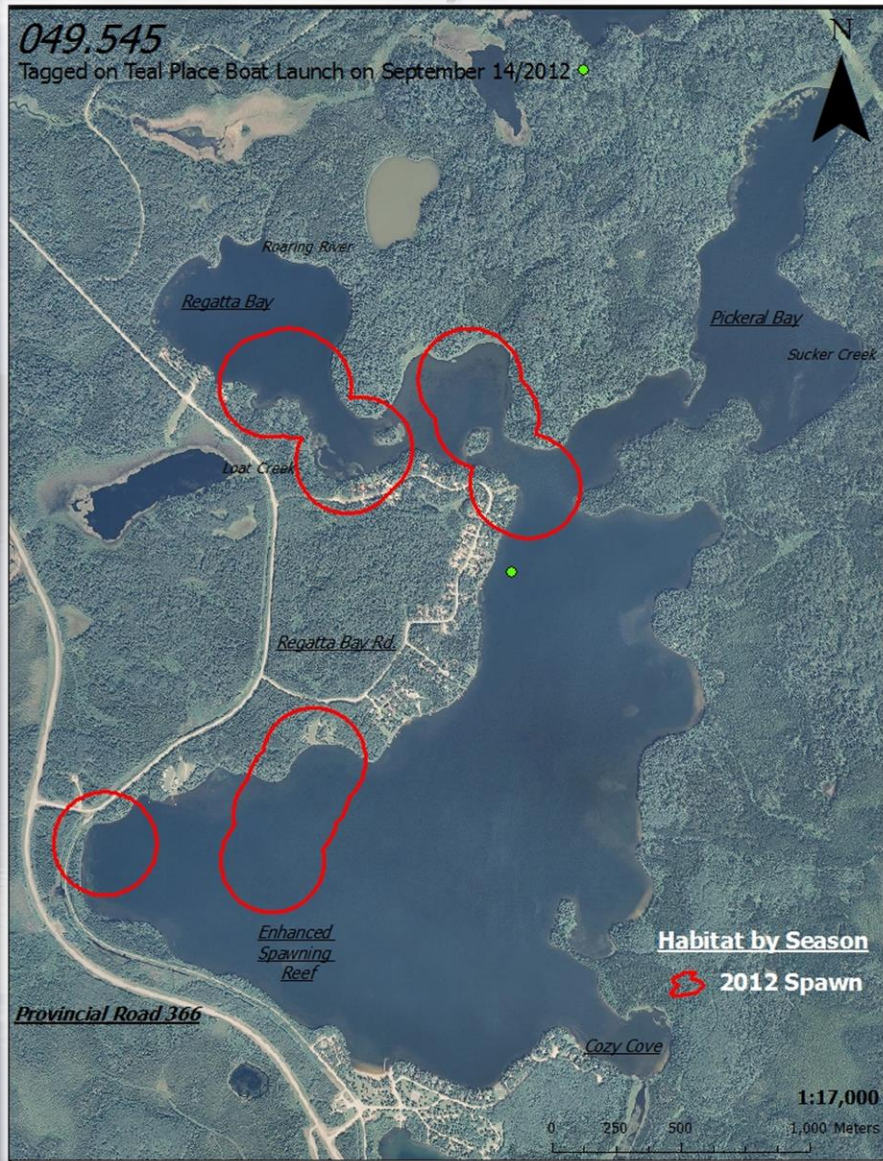 049.545
Tagged on Teal Place Boat Launch on September 14/2012
N
Roaring River
Regatta Bay
Pickeral Bay
Sucker Creek
Loat Creek
Regatta Bay Rd.
Enhanced
Spawning
Reef
Habitat by Season
2012 Spawn
Provincial Road 366
Cozy Cove
1:17,000
0 250 500 1,000 Meters